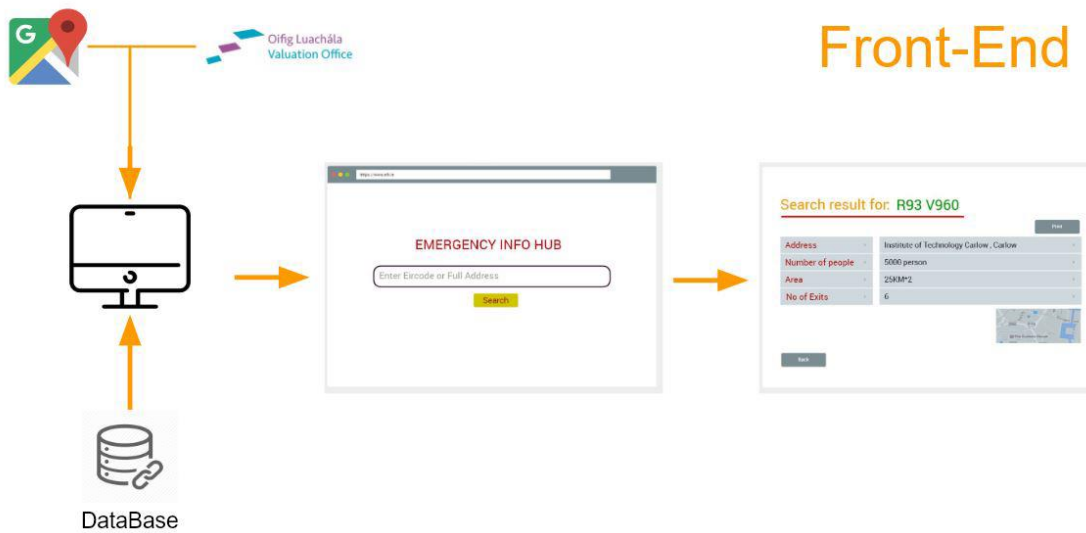 G
Oifig Luachála
Valuation Office
Front-End
EMERGENCY INFO HUB
Enter Eircode or Full Address
Search
Search result for: R93 V960
Print
Address
Institute of Technology Carlow , Carlow
Number of people
5000 person
Area
25KM^2
No of Exits
6
Back
DataBase